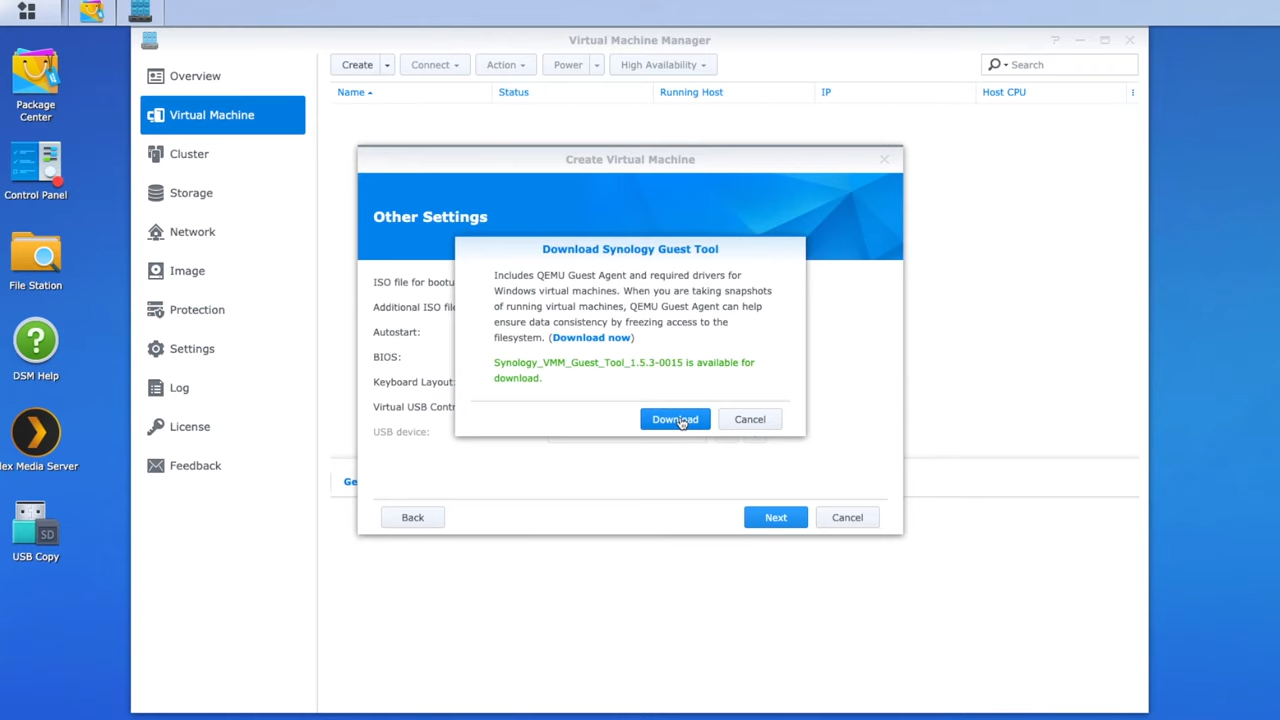 Virtual Machine Manager
Package
Center
Control Panel
File Station
DSM Help
lex Media Server
SD
USB Copy
Overview
Virtual Machine
Cluster
Storage
Network
Image
Protection
Settings
Log
License
Feedback
Create
Connect
Action
Power
High Availability
Search
Name
Status
Running Host
IP
Host CPU
Create Virtual Machine
Other Settings
ISO file for bootu
Additional ISO file
Autostart:
BIOS:
Keyboard Layout:
Virtual USB Contr
USB device:
Download Synology Guest Tool
Includes QEMU Guest Agent and required drivers for
Windows virtual machines. When you are taking snapshots
of running virtual machines, QEMU Guest Agent can help
ensure data consistency by freezing access to the
filesystem. (Download now)
Synology_VMM_Guest_Tool_1.5.3-0015 is available for
download.
Download
Cancel
Ge
Back
Next
Cancel